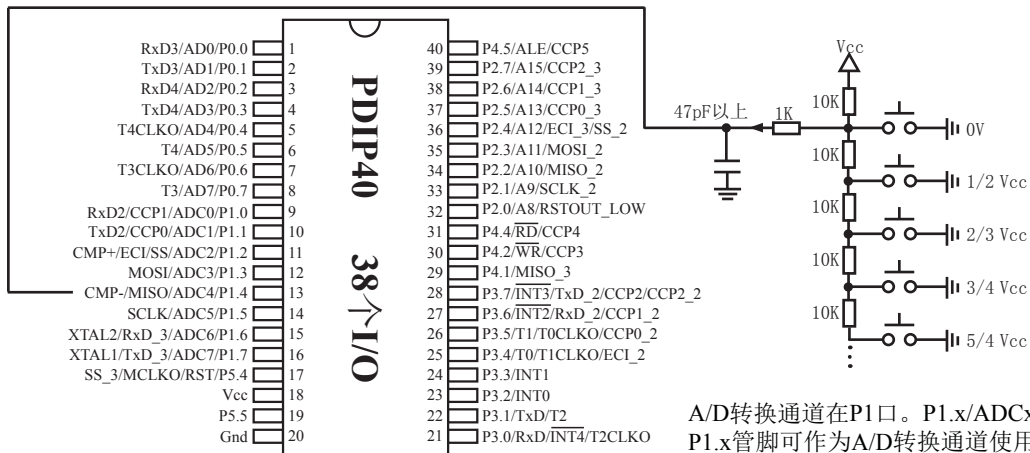 RxD3/AD0/P0.0 1
TxD3/AD1/P0.1 2
RxD4/AD2/P0.2 3
TxD4/AD3/P0.3 4
T4CLKO/AD4/P0.4 5
T4/AD5/P0.5 6
T3CLKO/AD6/P0.6 7
T3/AD7/P0.7 8
RxD2/CCP1/ADC0/P1.0 9
TxD2/CCP0/ADC1/P1.1 10
CMP+/ECI/SS/ADC2/P1.2 11
MOSI/ADC3/P1.3 12
CMP-/MISO/ADC4/P1.4 13
SCLK/ADC5/P1.5 14
XTAL2/RxD_3/ADC6/P1.6 15
XTAL1/TxD_3/ADC7/P1.7 16
SS_3/MCLKO/RST/P5.4 17
Vcc 18
P5.5 19
Gnd 20
PDIP40 38个I/O
40 P4.5/ALE/CCP5
39 P2.7/A15/CCP2_3
38 P2.6/A14/CCP1_3
37 P2.5/A13/CCP0_3
36 P2.4/A12/ECI_3/SS_2
35 P2.3/A11/MOSI_2
34 P2.2/A10/MISO_2
33 P2.1/A9/SCLK_2
32 P2.0/A8/RSTOUT_LOW
31 P4.4/RD/CCP4
30 P4.2/WR/CCP3
29 P4.1/MISO_3
28 P3.7/INT3/TxD_2/CCP2/CCP2_2
27 P3.6/INT2/RxD_2/CCP1_2
26 P3.5/T1/T0CLKO/CCP0_2
25 P3.4/T0/T1CLKO/ECI_2
24 P3.3/INT1
23 P3.2/INT0
22 P3.1/TxD/T2
21 P3.0/RxD/INT4/T2CLKO
47pF以上
1K
Vcc
10K
0V
10K
1/2 Vcc
10K
2/3 Vcc
10K
3/4 Vcc
10K
5/4 Vcc
A/D转换通道在P1口。P1.x/ADCx
P1.x管脚可作为A/D转换通道使用